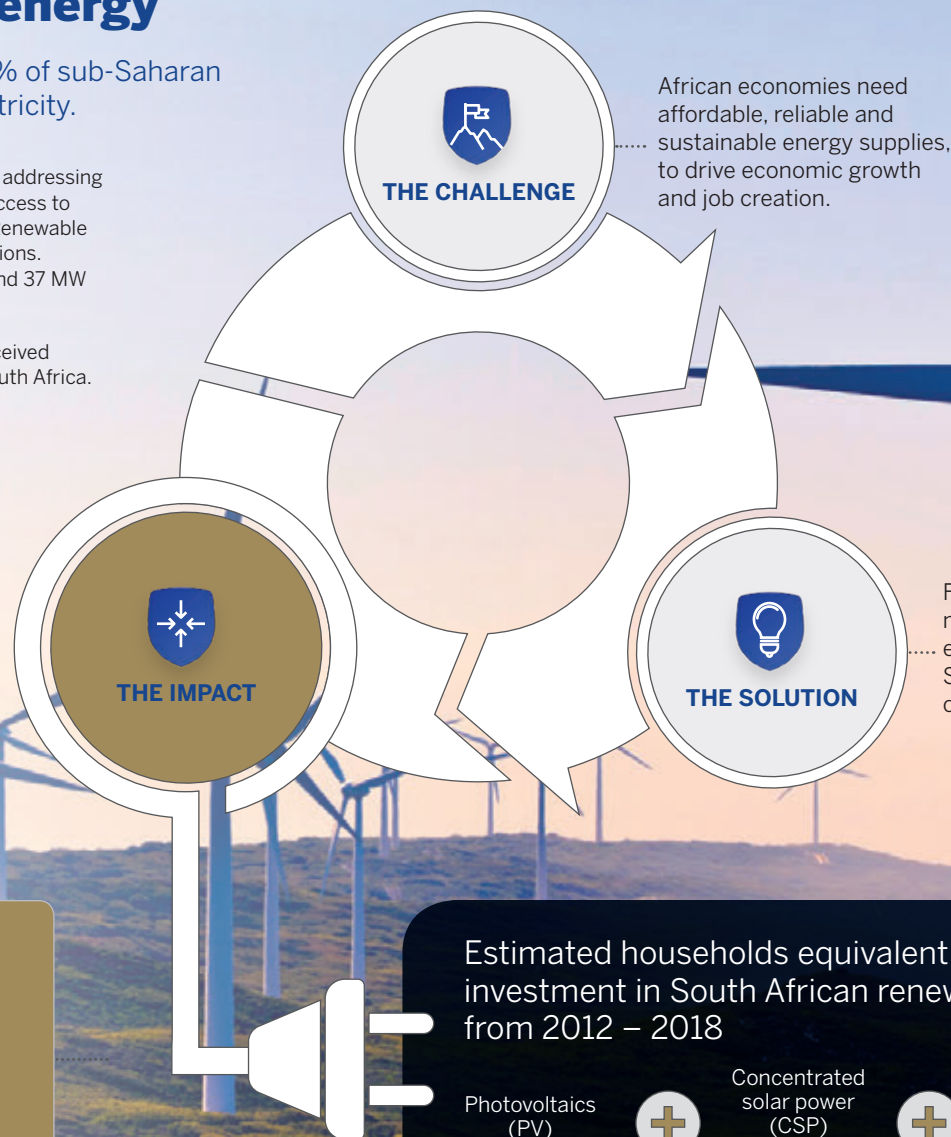 energy
% of sub-Saharan
tricity.
addressing
ccess to
enewable
ions.
nd 37 MW
ceived
uth Africa.
THE CHALLENGE
African economies need
affordable, reliable and
sustainable energy supplies,
to drive economic growth
and job creation.
THE IMPACT
THE SOLUTION
Estimated households equivalent
investment in South African renew
from 2012 – 2018
Photovoltaics
(PV)
Concentrated
solar power
(CSP)